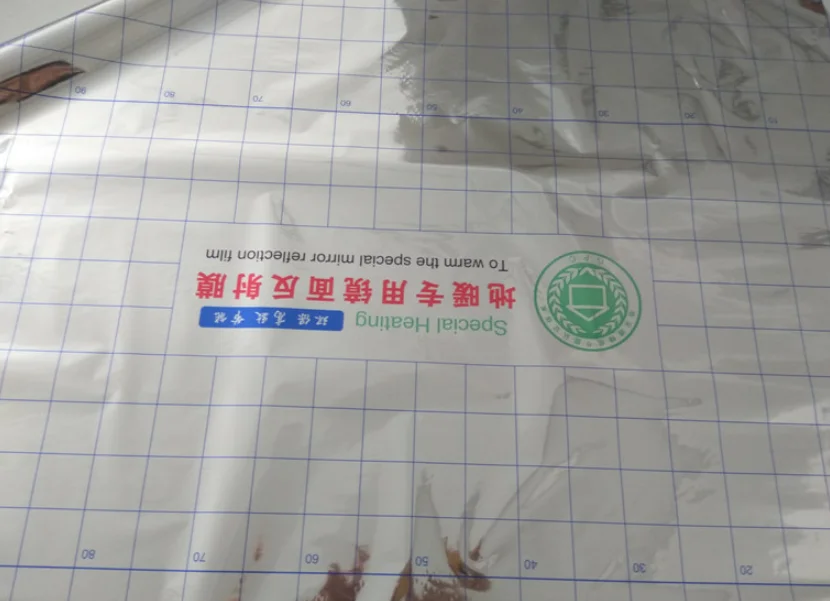 20 30 40 50 60 70 80
Special Heating 环保 高效 节能
地暖专用镜面反射膜
To warm the special mirror reflection film
20 30 40 50 60 70 80 90